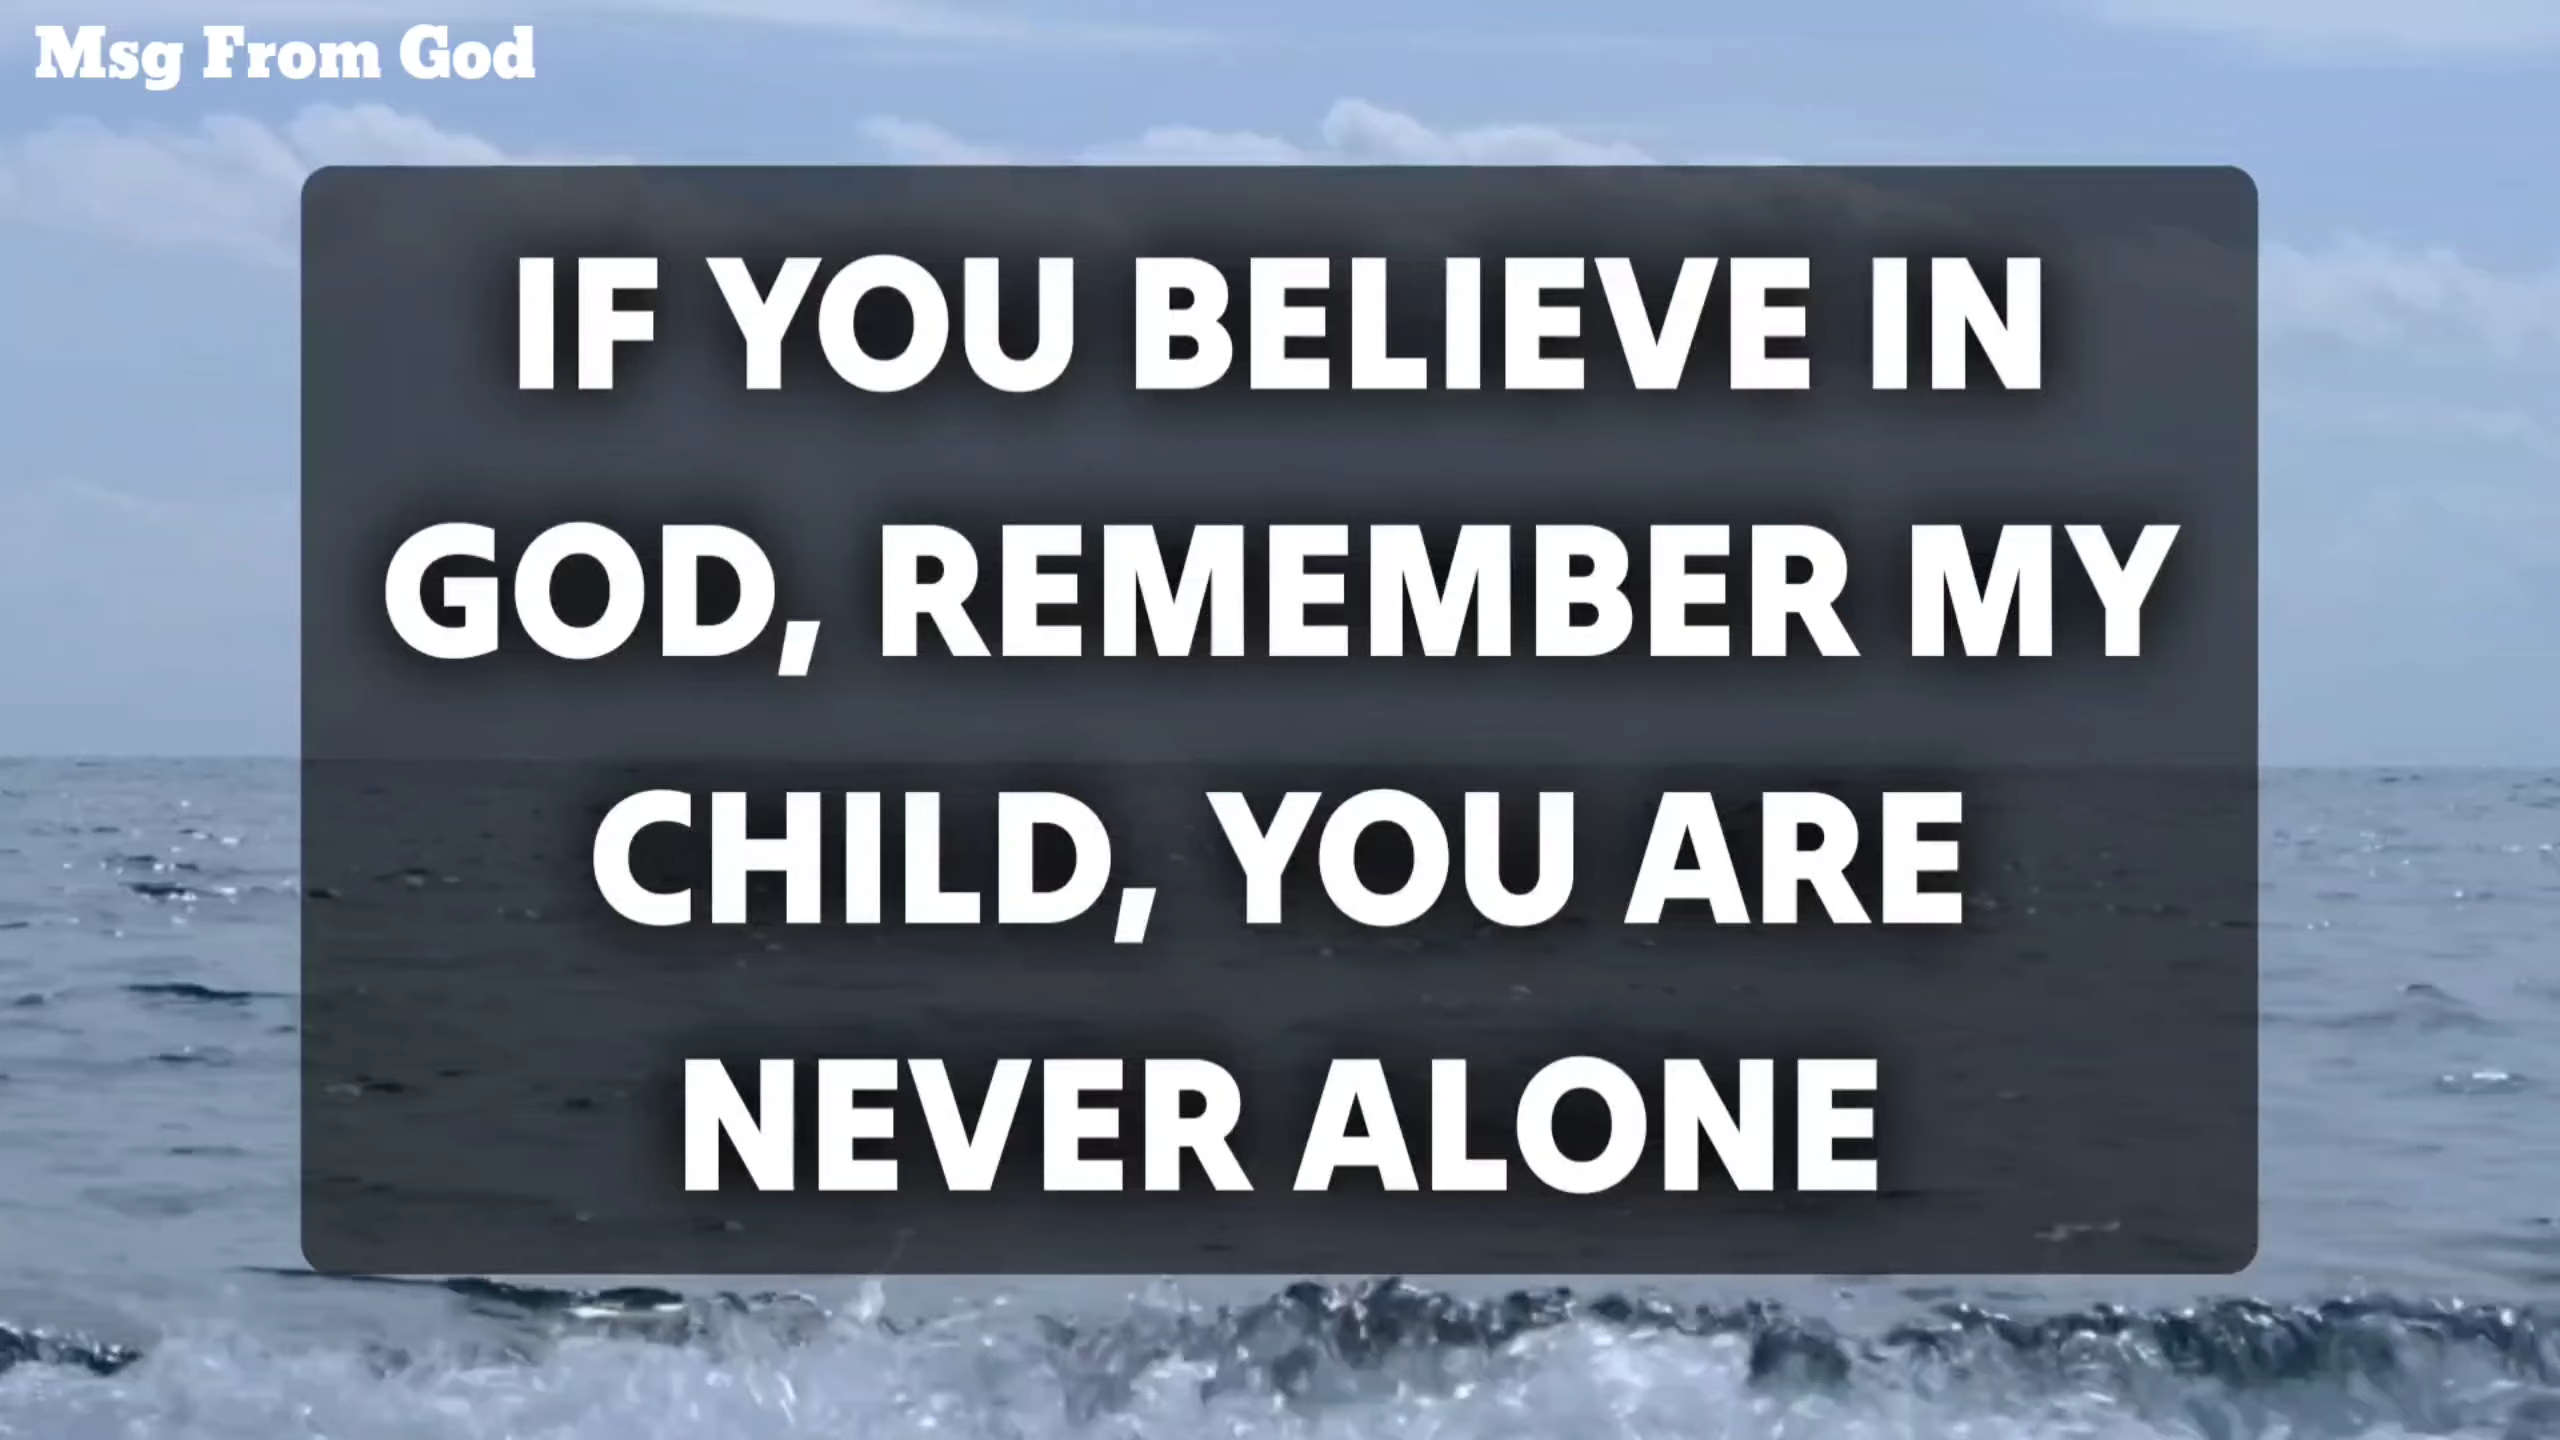 Msg From God
IF YOU BELIEVE IN
GOD, REMEMBER MY
CHILD, YOU ARE
NEVER ALONE